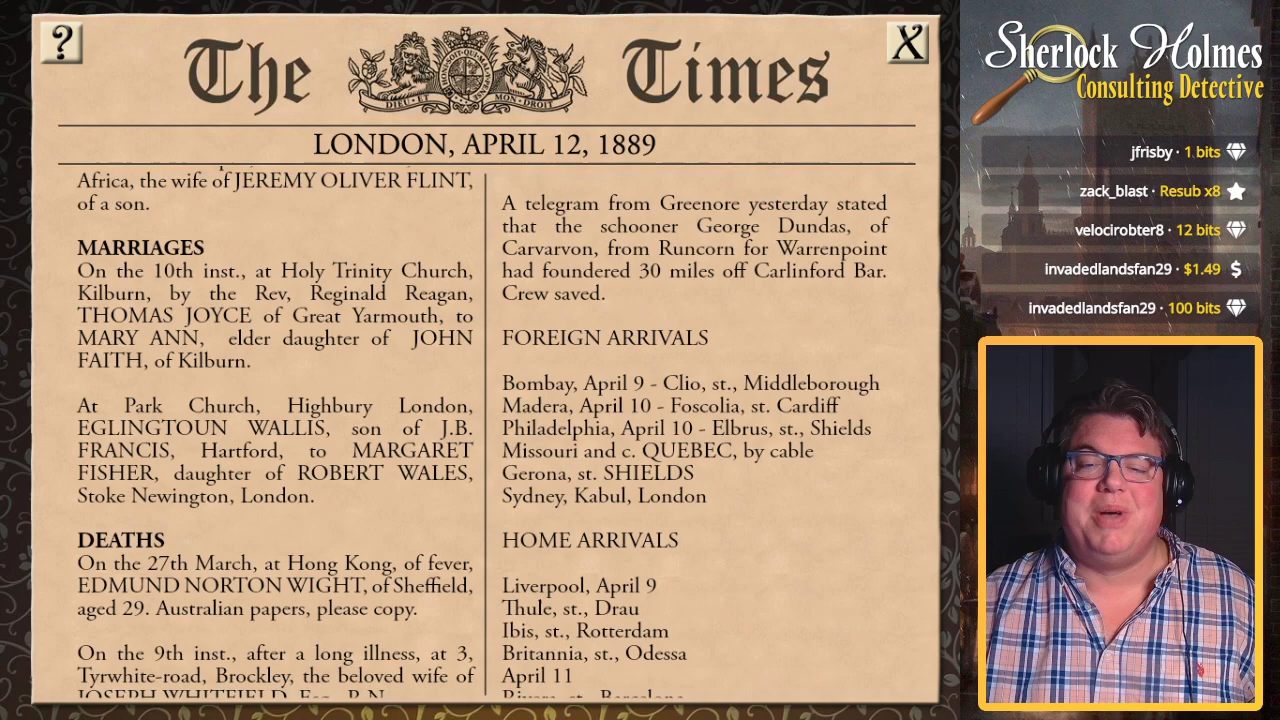 ?
The Times
X
DIEU · ET MON · DROIT
LONDON, APRIL 12, 1889
Africa, the wife of JEREMY OLIVER FLINT,
of a son.
MARRIAGES
On the 10th inst., at Holy Trinity Church,
Kilburn, by the Rev, Reginald Reagan,
THOMAS JOYCE of Great Yarmouth, to
MARY ANN, elder daughter of JOHN
FAITH, of Kilburn.
At Park Church, Highbury London,
EGLINGTOUN WALLIS, son of J.B.
FRANCIS, Hartford, to MARGARET
FISHER, daughter of ROBERT WALES,
Stoke Newington, London.
DEATHS
On the 27th March, at Hong Kong, of fever,
EDMUND NORTON WIGHT, of Sheffield,
aged 29. Australian papers, please copy.
On the 9th inst., after a long illness, at 3,
Tyrwhite-road, Brockley, the beloved wife of
JOSEPH WHITFIELD, Esq., R.N.
A telegram from Greenore yesterday stated
that the schooner George Dundas, of
Carvarvon, from Runcorn for Warrenpoint
had foundered 30 miles off Carlinford Bar.
Crew saved.
FOREIGN ARRIVALS
Bombay, April 9 - Clio, st., Middleborough
Madera, April 10 - Foscolia, st. Cardiff
Philadelphia, April 10 - Elbrus, st., Shields
Missouri and c. QUEBEC, by cable
Gerona, st. SHIELDS
Sydney, Kabul, London
HOME ARRIVALS
Liverpool, April 9
Thule, st., Drau
Ibis, st., Rotterdam
Britannia, st., Odessa
April 11
Rivera, st., Barcelona
Sherlock Holmes
Consulting Detective
jfrisby · 1 bits
zack_blast · Resub x8
velocirobter8 · 12 bits
invadedlandsfan29 · $1.49 $
invadedlandsfan29 · 100 bits